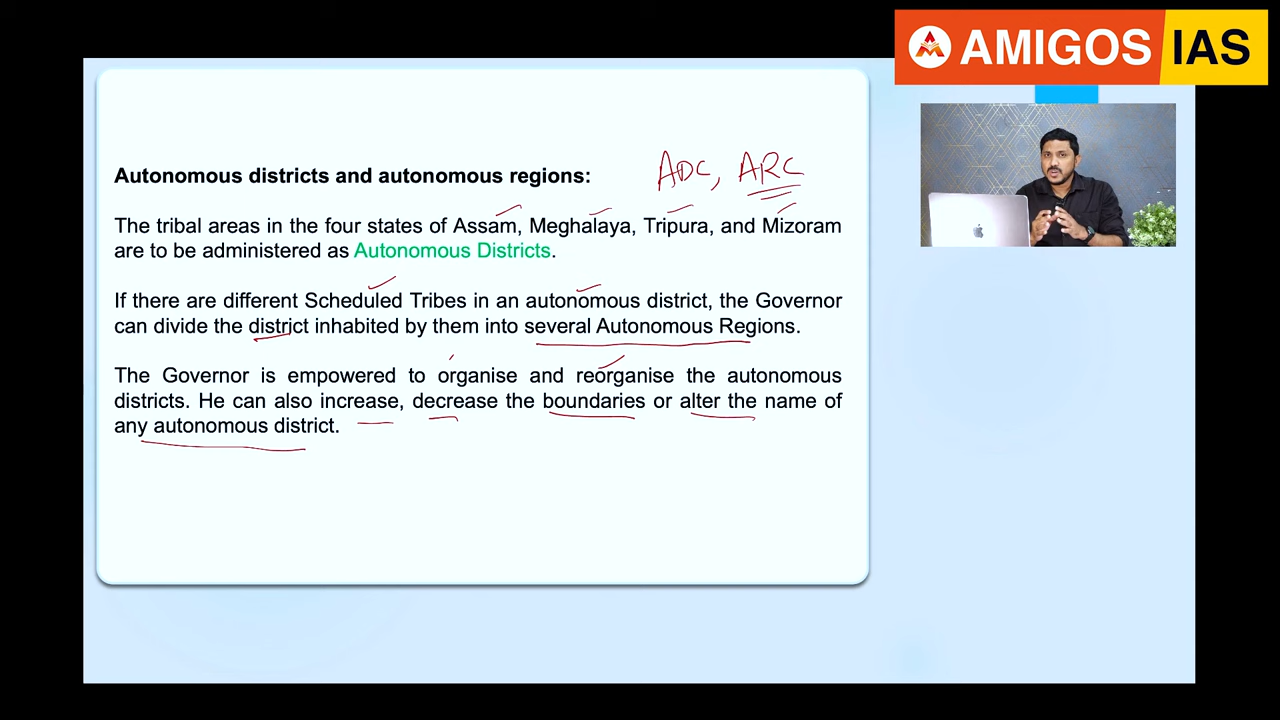 AMIGOS IAS
Autonomous districts and autonomous regions:
ADC, ARC
The tribal areas in the four states of Assam, Meghalaya, Tripura, and Mizoram
are to be administered as Autonomous Districts.
If there are different Scheduled Tribes in an autonomous district, the Governor
can divide the district inhabited by them into several Autonomous Regions.
The Governor is empowered to organise and reorganise the autonomous
districts. He can also increase, decrease the boundaries or alter the name of
any autonomous district.